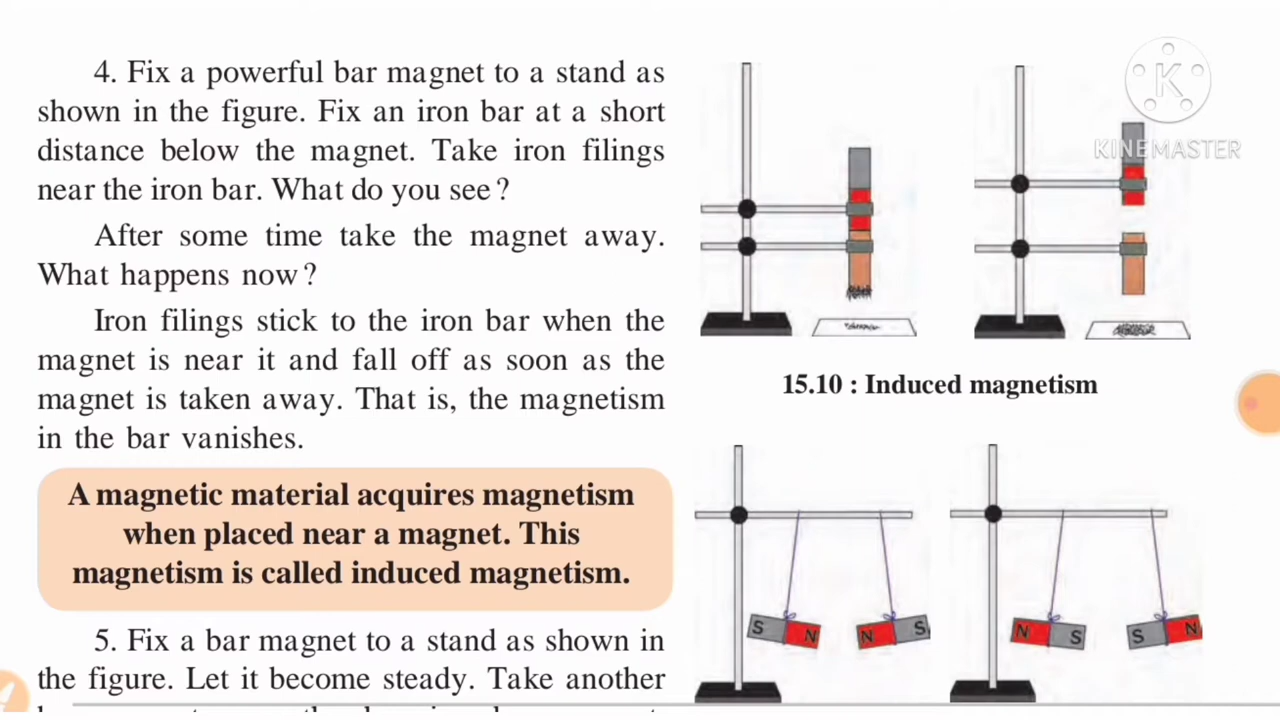 4. Fix a powerful bar magnet to a stand as
shown in the figure. Fix an iron bar at a short
distance below the magnet. Take iron filings
near the iron bar. What do you see?
After some time take the magnet away.
What happens now?
Iron filings stick to the iron bar when the
magnet is near it and fall off as soon as the
magnet is taken away. That is, the magnetism
in the bar vanishes.
A magnetic material acquires magnetism
when placed near a magnet. This
magnetism is called induced magnetism.
5. Fix a bar magnet to a stand as shown in
the figure. Let it become steady. Take another
K
KINEMASTER
15.10 : Induced magnetism
S N N S
N S S N